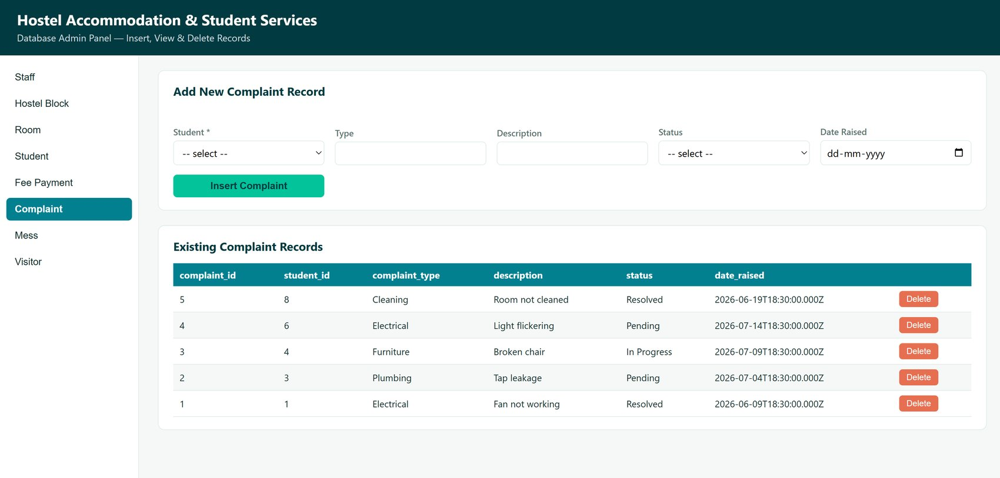 Hostel Accommodation & Student Services
Database Admin Panel — Insert, View & Delete Records
Staff
Hostel Block
Room
Student
Fee Payment
Complaint
Mess
Visitor
Add New Complaint Record
Student * Type Description Status Date Raised
-- select -- -- select -- dd-mm-yyyy
Insert Complaint
Existing Complaint Records
complaint_id student_id complaint_type description status date_raised
5 8 Cleaning Room not cleaned Resolved 2026-06-19T18:30:00.000Z Delete
4 6 Electrical Light flickering Pending 2026-07-14T18:30:00.000Z Delete
3 4 Furniture Broken chair In Progress 2026-07-09T18:30:00.000Z Delete
2 3 Plumbing Tap leakage Pending 2026-07-04T18:30:00.000Z Delete
1 1 Electrical Fan not working Resolved 2026-06-09T18:30:00.000Z Delete